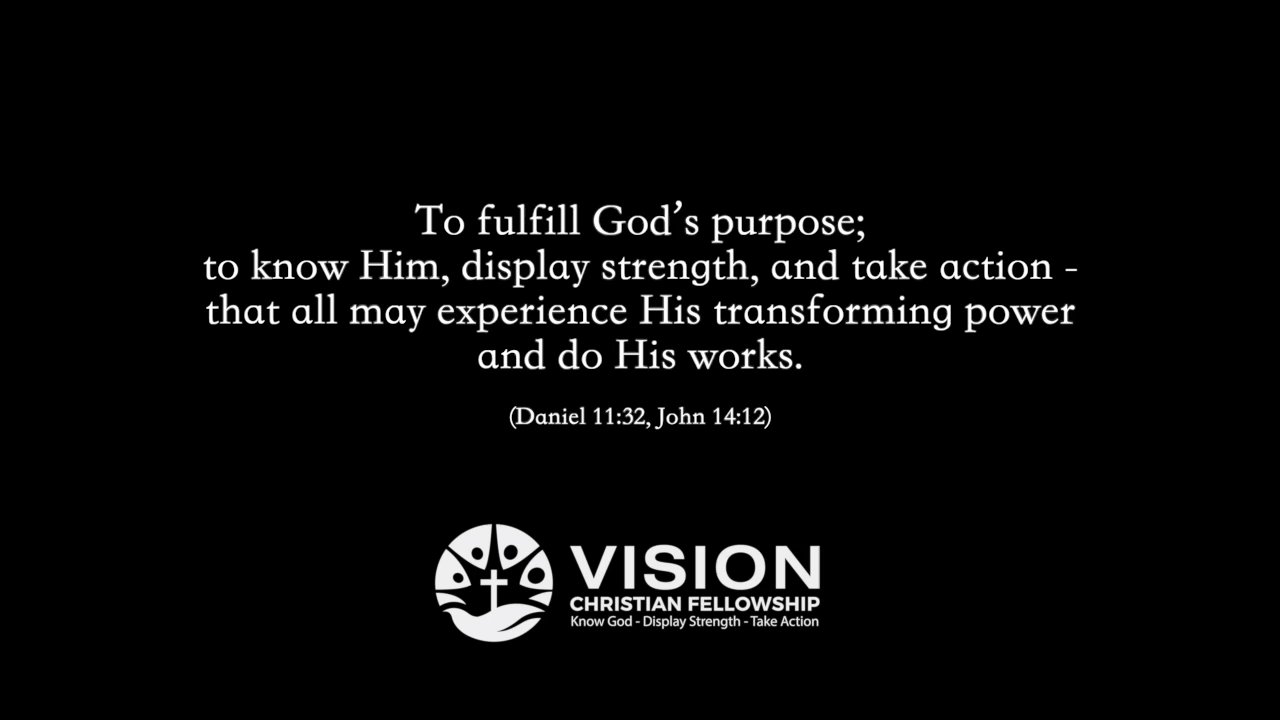 To fulfill God’s purpose;
to know Him, display strength, and take action -
that all may experience His transforming power
and do His works.
(Daniel 11:32, John 14:12)
VISION
CHRISTIAN FELLOWSHIP
Know God - Display Strength - Take Action